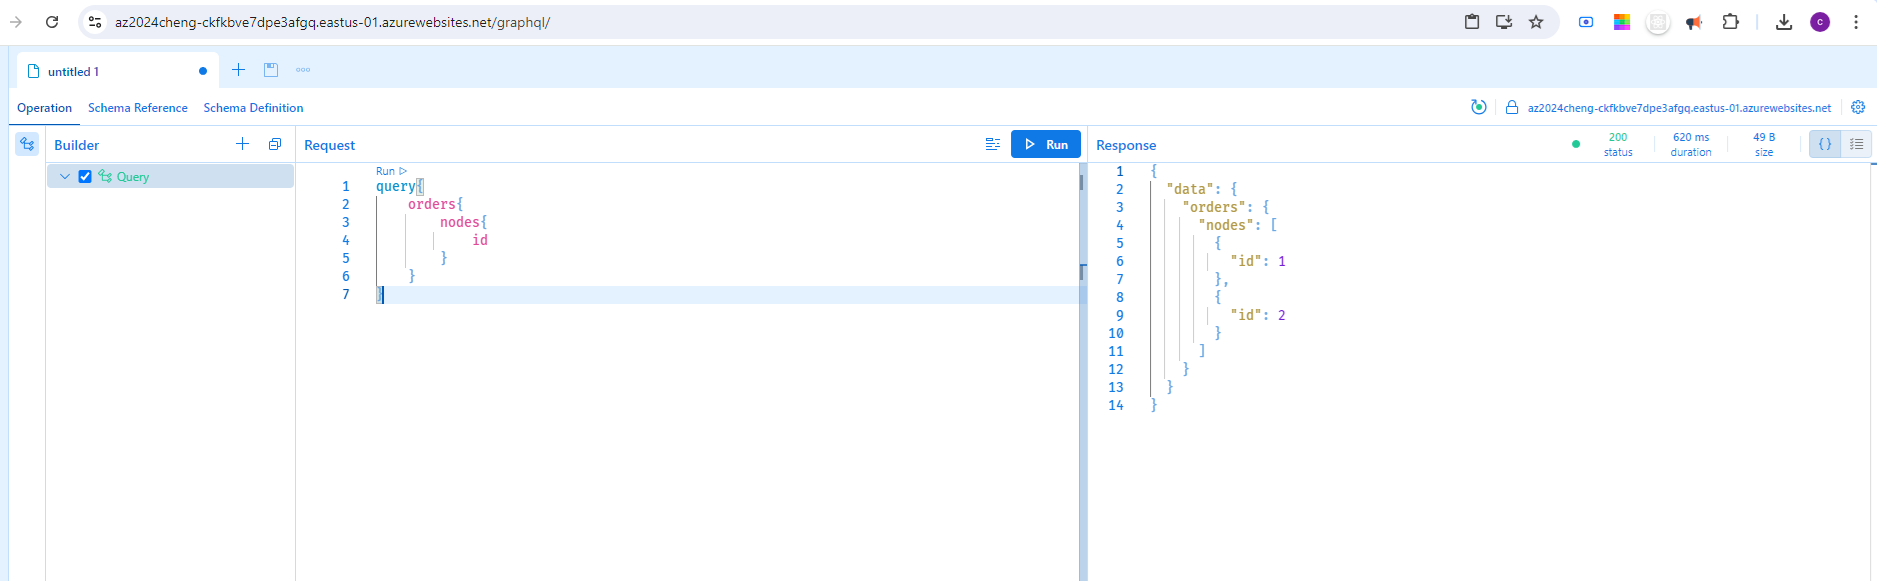 az2024cheng-ckfkbve7dpe3afgq.eastus-01.azurewebsites.net/graphql/
c
untitled 1
Operation Schema Reference Schema Definition
az2024cheng-ckfkbve7dpe3afgq.eastus-01.azurewebsites.net
Builder
Query
Request
Run
Run
1 query{
2 orders{
3 nodes{
4 id
5 }
6 }
7 }
Response
200 status
620 ms duration
49 B size
{}
1 {
2 "data": {
3 "orders": {
4 "nodes": [
5 {
6 "id": 1
7 },
8 {
9 "id": 2
10 }
11 ]
12 }
13 }
14 }